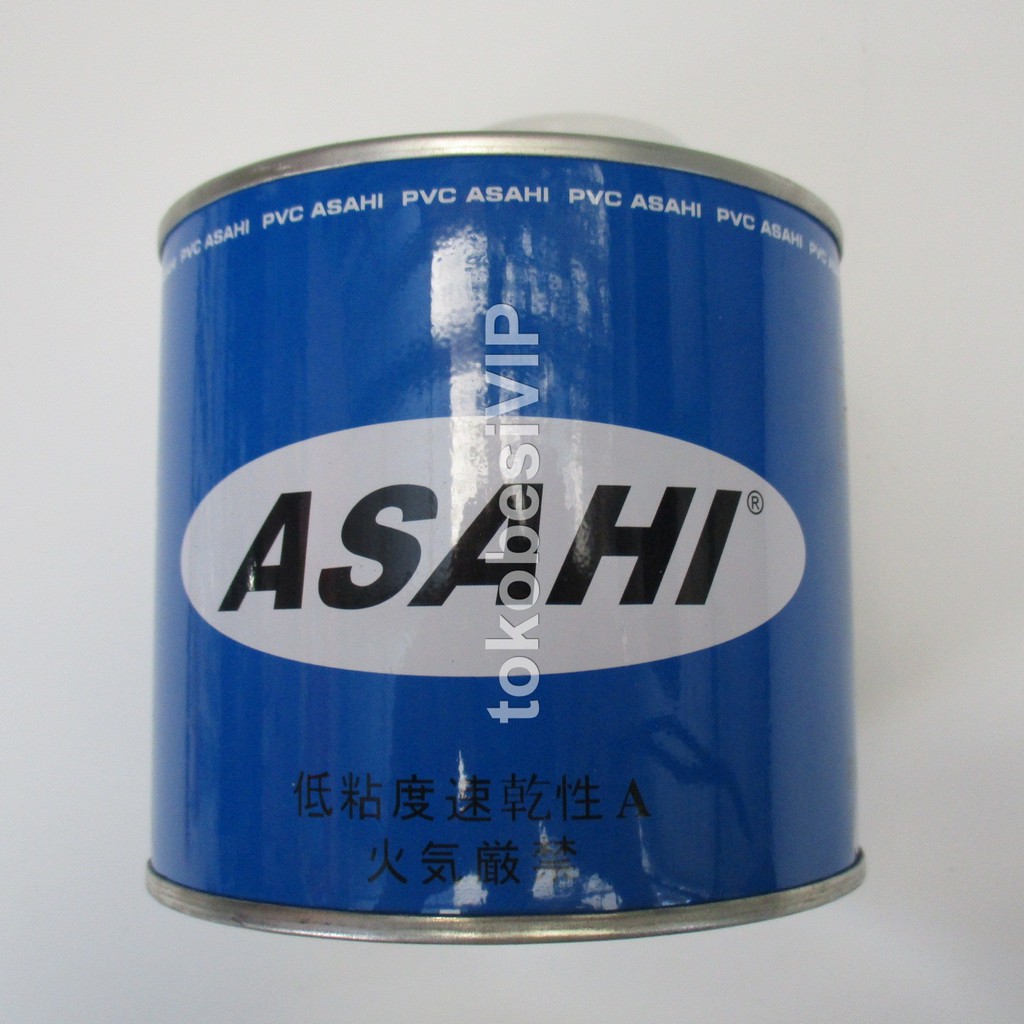 PVC ASAHI PVC ASAHI PVC ASAHI PVC ASAHI PVC ASAHI
ASAHI®
tokobesiVIP
低粘度速乾性A
火気厳禁